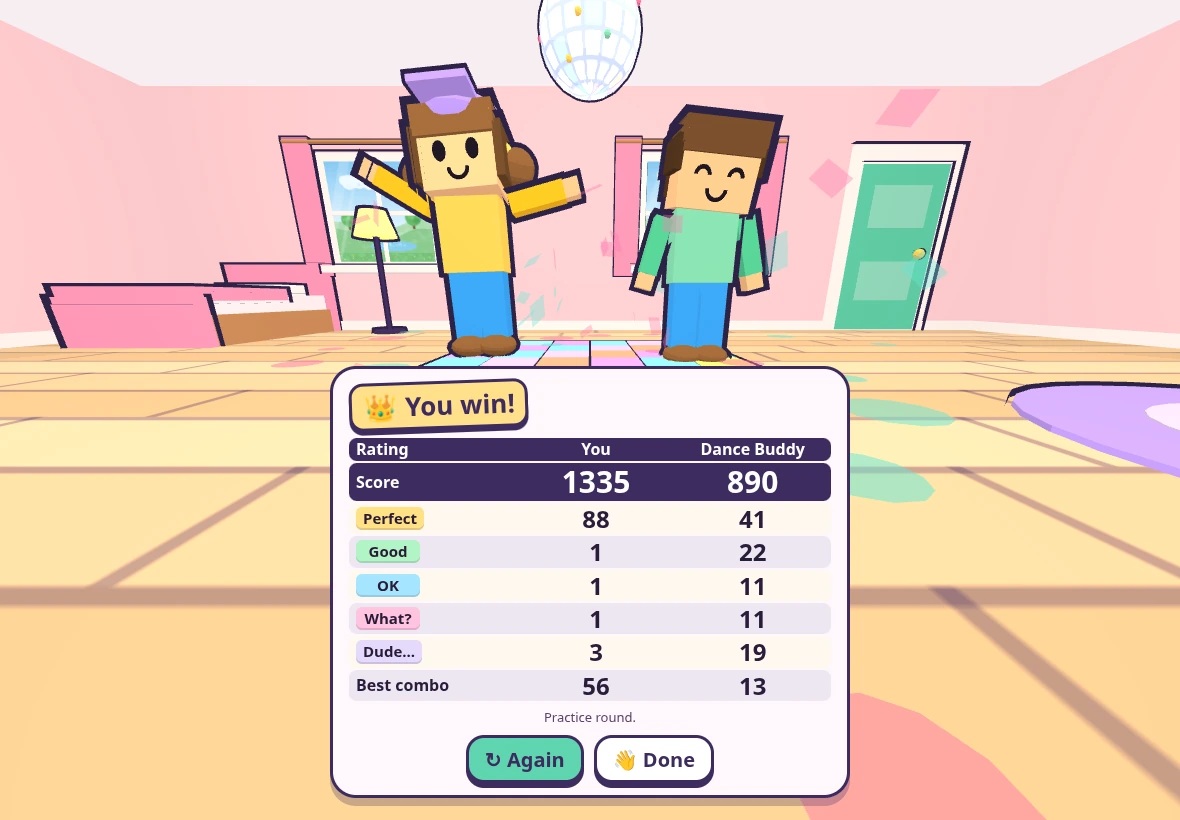 👑 You win!
Rating You Dance Buddy
Score 1335 890
Perfect 88 41
Good 1 22
OK 1 11
What? 1 11
Dude... 3 19
Best combo 56 13
Practice round.
↻ Again 👋 Done